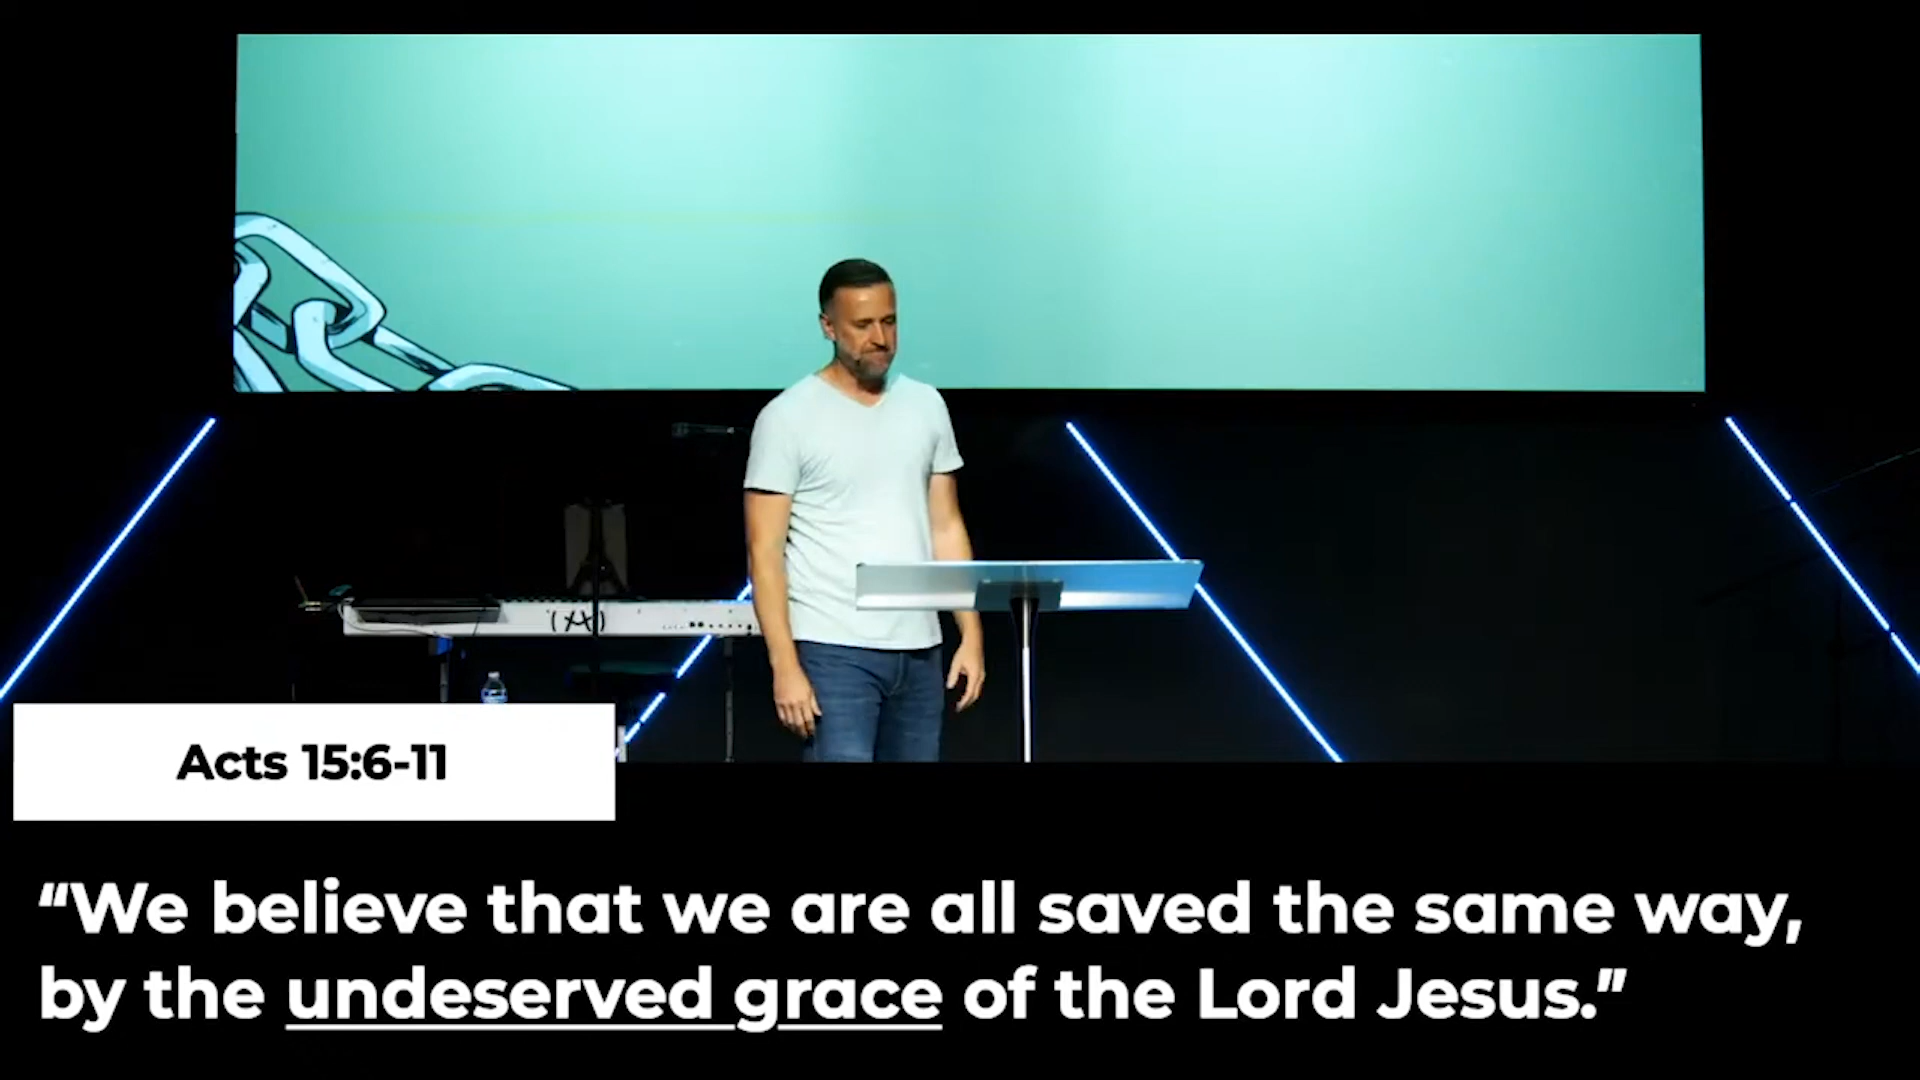 Acts 15:6-11
“We believe that we are all saved the same way,
by the undeserved grace of the Lord Jesus.”